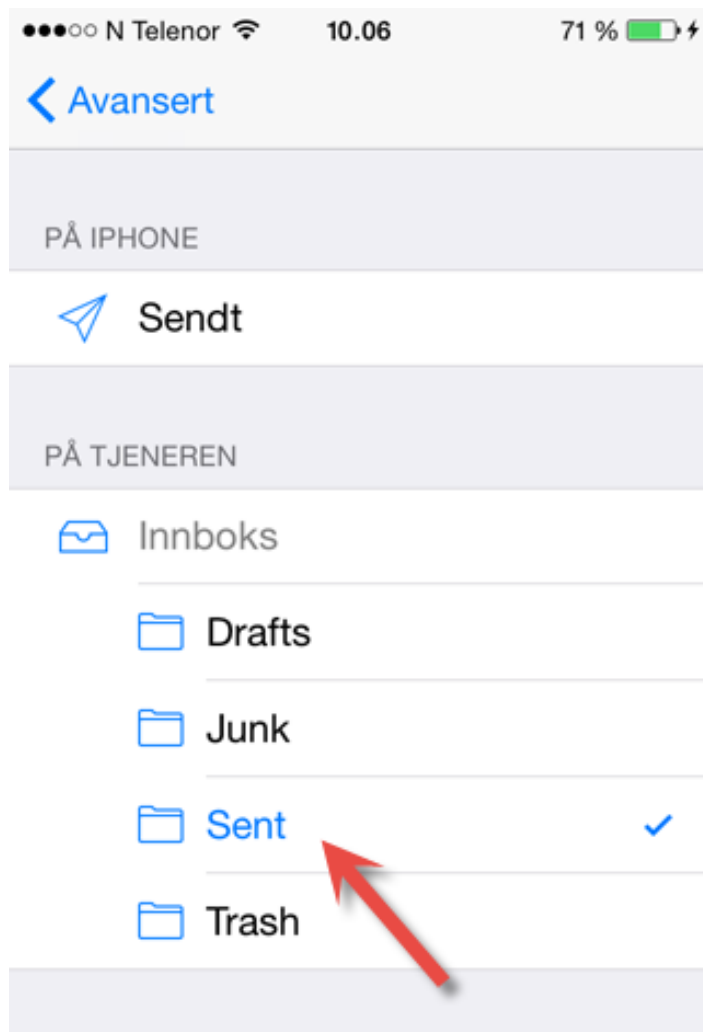 N Telenor 10.06 71 %
Avansert
PÅ IPHONE
Sendt
PÅ TJENEREN
Innboks
Drafts
Junk
Sent
Trash